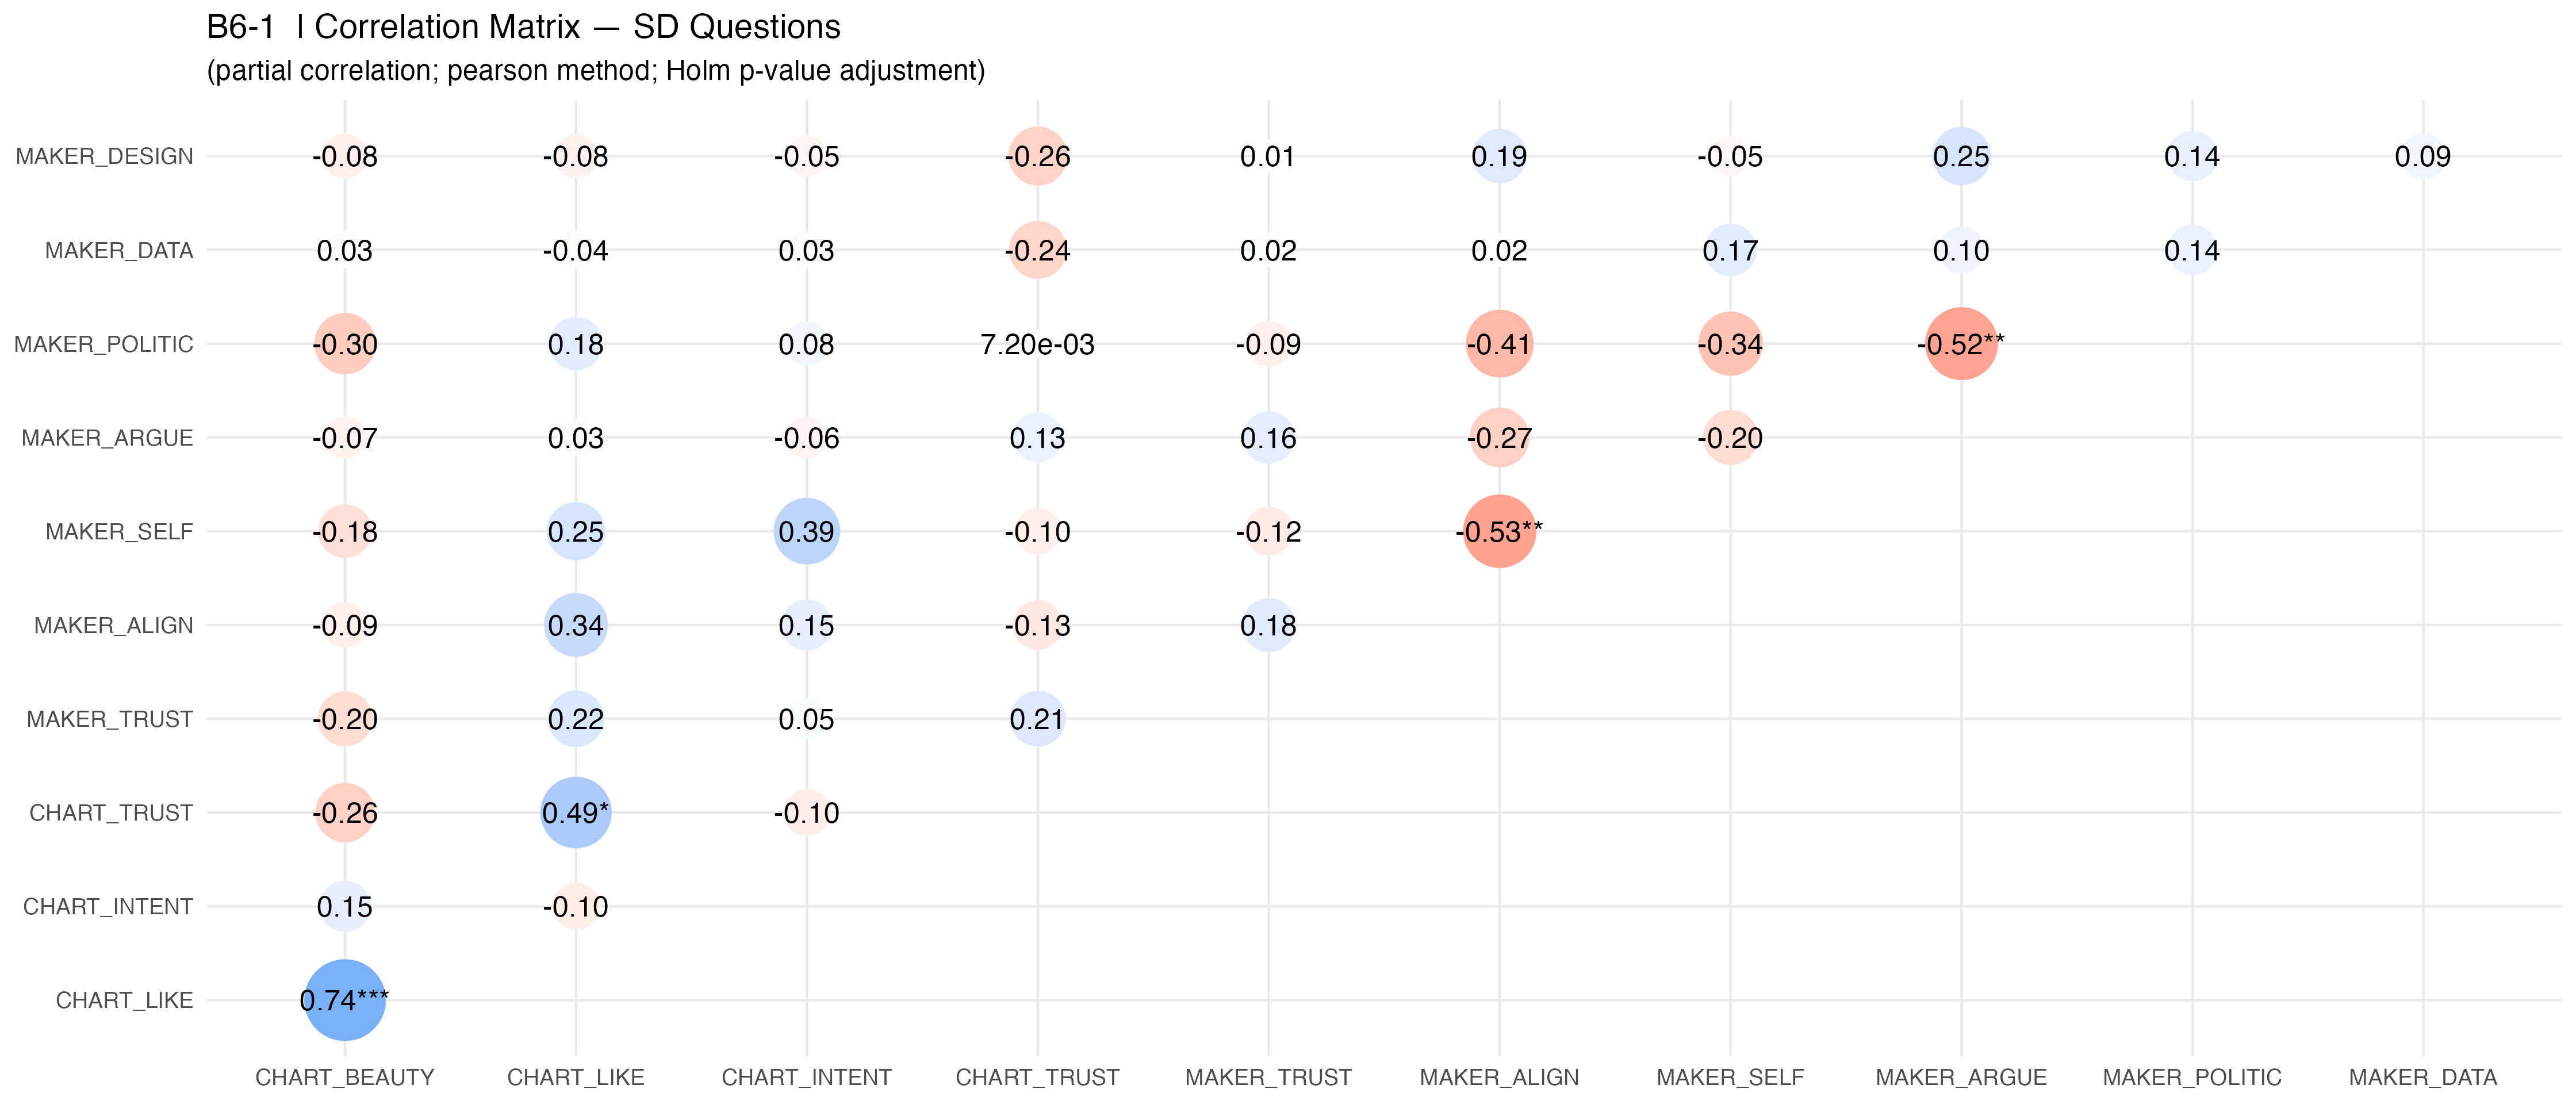 B6-1 | Correlation Matrix — SD Questions
(partial correlation; pearson method; Holm p-value adjustment)
MAKER_DESIGN -0.08 -0.08 -0.05 -0.26 0.01 0.19 -0.05 0.25 0.14 0.09
MAKER_DATA 0.03 -0.04 0.03 -0.24 0.02 0.02 0.17 0.10 0.14
MAKER_POLITIC -0.30 0.18 0.08 7.20e-03 -0.09 -0.41 -0.34 -0.52**
MAKER_ARGUE -0.07 0.03 -0.06 0.13 0.16 -0.27 -0.20
MAKER_SELF -0.18 0.25 0.39 -0.10 -0.12 -0.53**
MAKER_ALIGN -0.09 0.34 0.15 -0.13 0.18
MAKER_TRUST -0.20 0.22 0.05 0.21
CHART_TRUST -0.26 0.49* -0.10
CHART_INTENT 0.15 -0.10
CHART_LIKE 0.74***
CHART_BEAUTY CHART_LIKE CHART_INTENT CHART_TRUST MAKER_TRUST MAKER_ALIGN MAKER_SELF MAKER_ARGUE MAKER_POLITIC MAKER_DATA